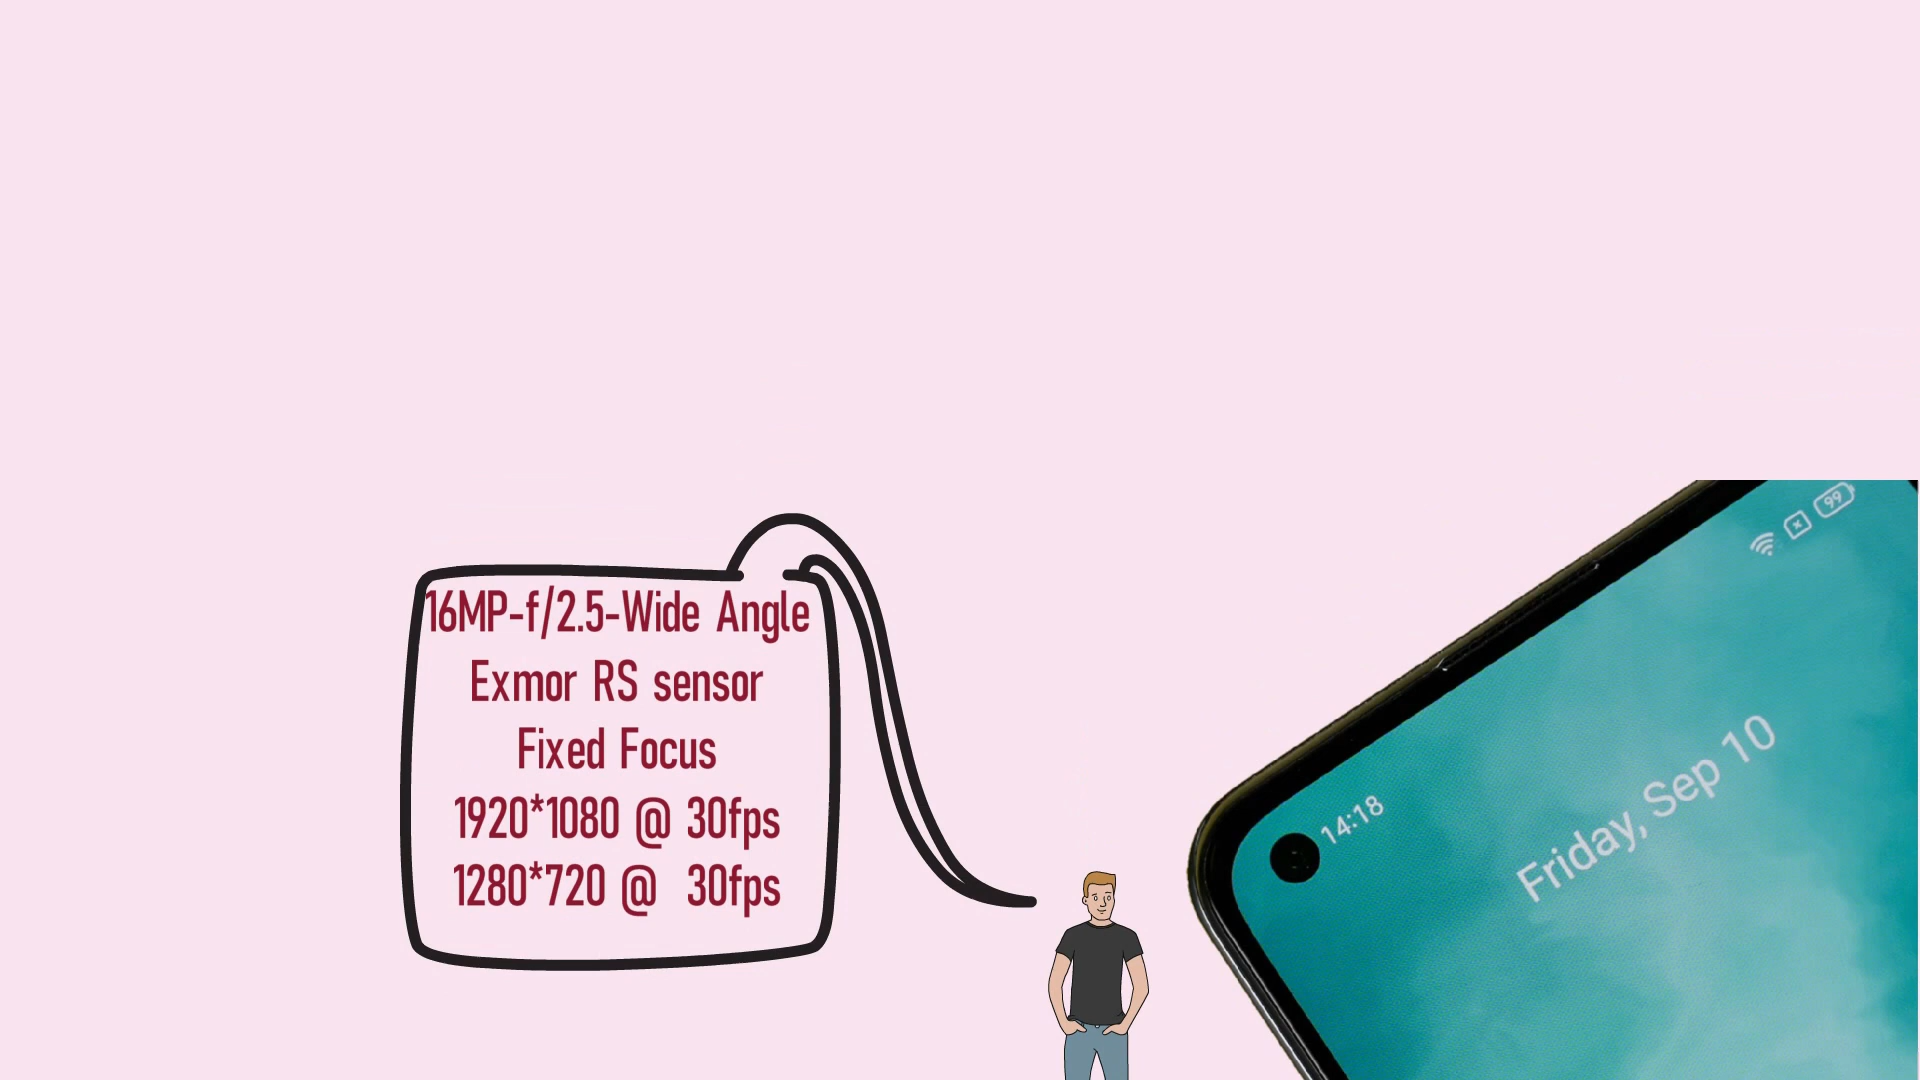 16MP-f/2.5-Wide Angle
Exmor RS sensor
Fixed Focus
1920*1080 @ 30fps
1280*720 @  30fps
99
14:18
Friday, Sep 10